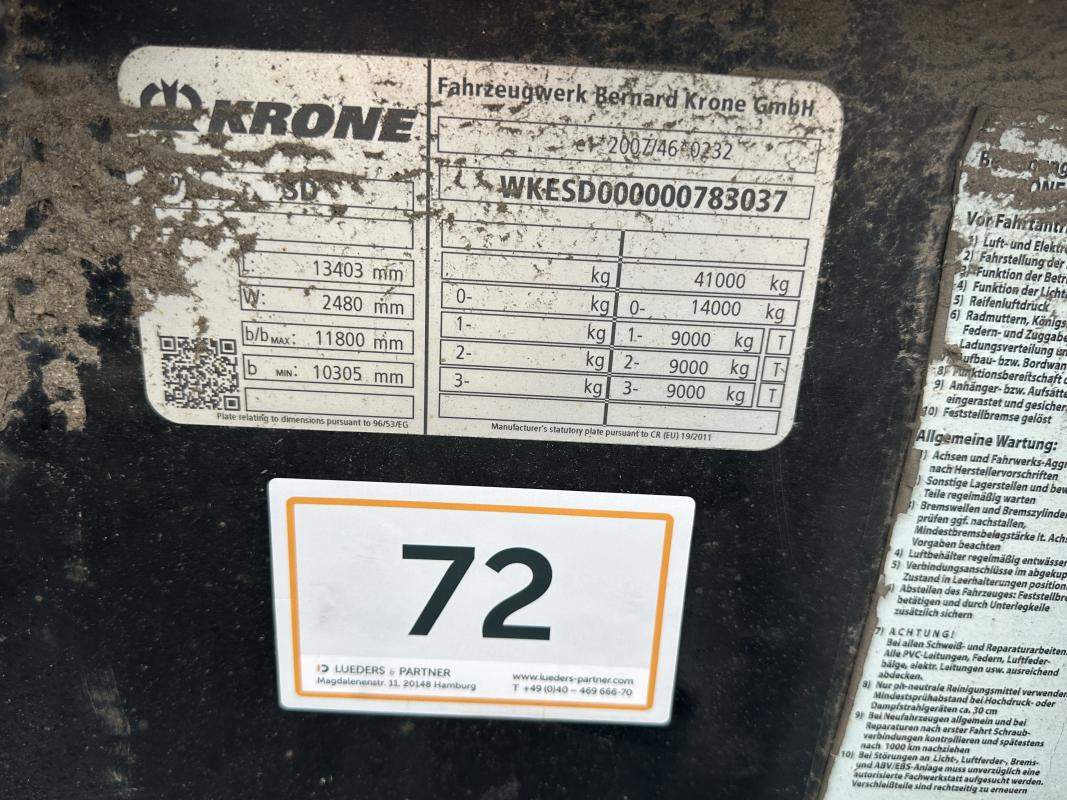 KRONE
SD
L: 13403 mm
W: 2480 mm
b/b MAX. 11800 mm
b MIN: 10305 mm
Plate relating to dimensions pursuant to 96/53/EG
Fahrzeugwerk Bernard Krone GmbH
e1*2007/46*0232
WKESD000000783037
kg 41000 kg
0- kg 0- 14000 kg
1- kg 1- 9000 kg T
2- kg 2- 9000 kg T
3- kg 3- 9000 kg T
Manufacturer's statutory plate pursuant to CR (EU) 19/2011
72
LUEDERS & PARTNER
Magdalenenstr. 11, 20148 Hamburg
www.lueders-partner.com
T +49 (0)40 – 469 666-70
Vor Fahrtantri
1) Luft- und Elektro
2) Fahrstellung der
3) Funktion der Betri
4) Funktion der Licht
5) Reifenluftdruck
6) Radmuttern, Königs
Federn- und Zuggabe
Ladungsverteilung un
Aufbau- bzw. Bordwan
8) Funktionsbereitschaft d
9) Anhänger- bzw. Aufsätte
eingerastet und gesicher
10) Feststellbremse gelöst
Allgemeine Wartung:
1) Achsen und Fahrwerks-Aggr
nach Herstellervorschriften
) Sonstige Lagerstellen und bew
Teile regelmäßig warten
) Bremswellen und Bremszylinder
prüfen ggf. nachstellen,
Mindestbremsbelagstärke lt. Achs
Vorgaben beachten
4) Luftbehälter regelmäßig entwässer
5) Verbindungsanschlüsse im abgekup
Zustand in Leerhalterungen position
) Abstellen des Fahrzeuges: Feststellbre
betätigen und durch Unterlegkeile
zusätzlich sichern
7) ACHTUNG!
Bei allen Schweiß- und Reparaturarbeiten
Alle PVC-Leitungen, Federn, Luftfeder-
bälge, elektr. Leitungen usw. ausreichend
abdecken.
8) Nur ph-neutrale Reinigungsmittel verwenden
Mindestsprühabstand bei Hochdruck- oder
Dampfstrahlgeräten ca. 30 cm
9) Bei Neufahrzeugen allgemein und bei
Reparaturen nach erster Fahrt Schraub-
verbindungen kontrollieren und spätestens
nach 1000 km nachziehen
10) Bei Störungen an Licht-, Luftfeder-, Brems-
und ABV/EBS-Anlage muss unverzüglich eine
autorisierte Fachwerkstatt aufgesucht werden.
Verschleißteile sind rechtzeitig zu erneuern